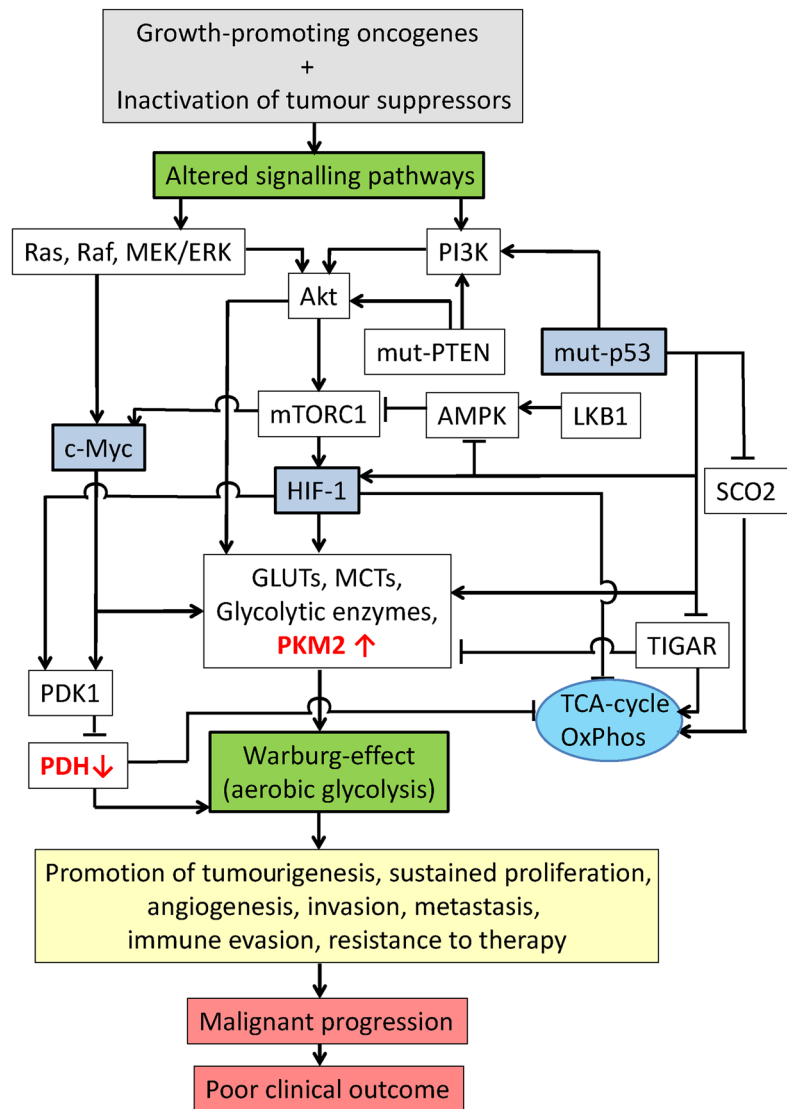 Growth-promoting oncogenes
+
Inactivation of tumour suppressors
Altered signalling pathways
Ras, Raf, MEK/ERK
PI3K
Akt
mut-PTEN
mut-p53
mTORC1
AMPK
LKB1
c-Myc
HIF-1
SCO2
GLUTs, MCTs,
Glycolytic enzymes,
PKM2 ↑
TIGAR
PDK1
TCA-cycle
OxPhos
PDH↓
Warburg-effect
(aerobic glycolysis)
Promotion of tumourigenesis, sustained proliferation,
angiogenesis, invasion, metastasis,
immune evasion, resistance to therapy
Malignant progression
Poor clinical outcome